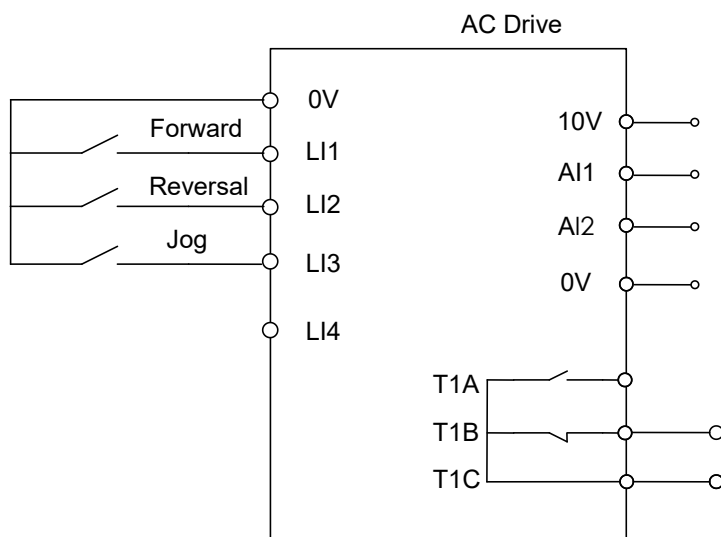 AC Drive
0V
Forward
LI1
Reversal
LI2
Jog
LI3
LI4
10V
AI1
AI2
0V
T1A
T1B
T1C